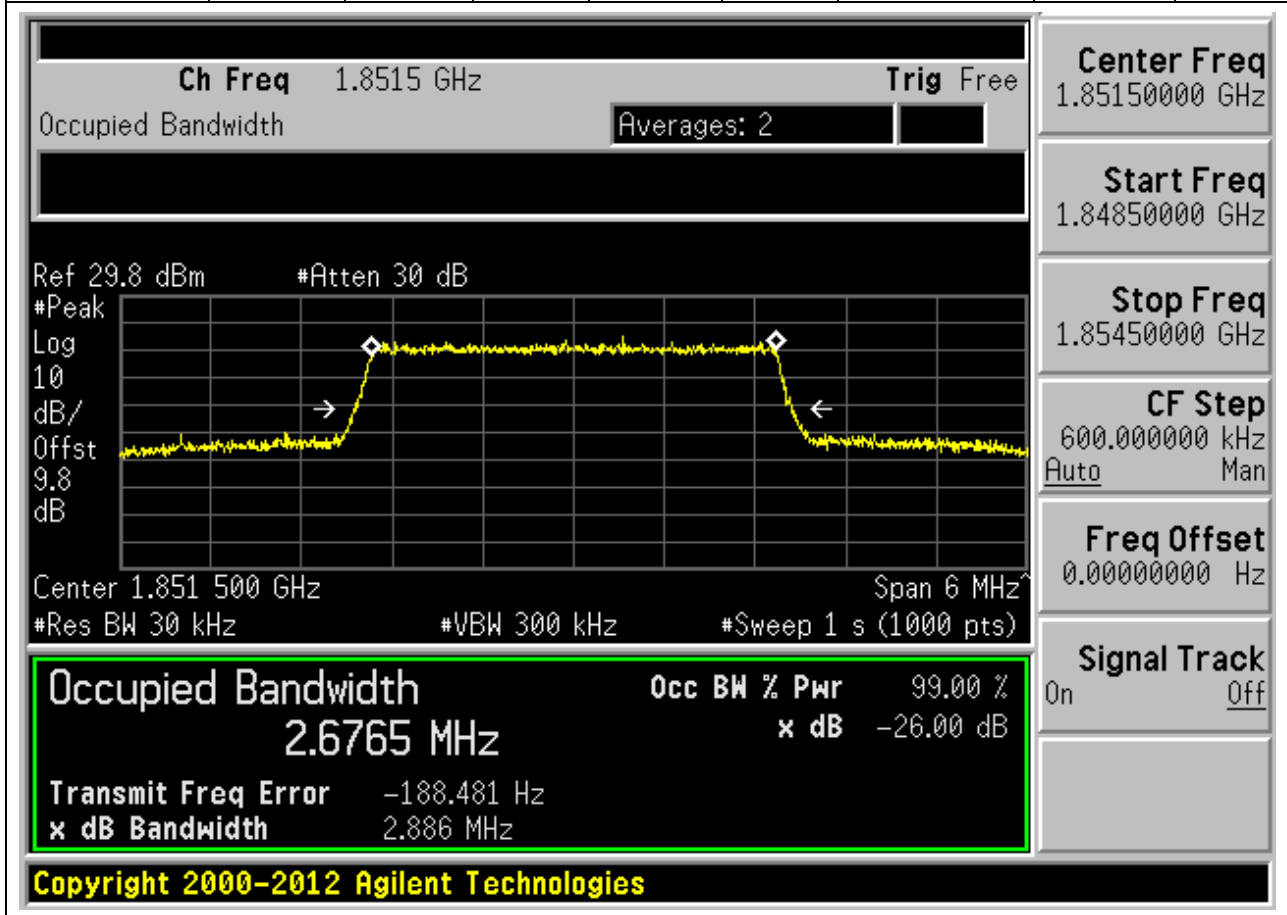 Ch Freq 1.8515 GHz Trig Free
Occupied Bandwidth Averages: 2
Ref 29.8 dBm #Atten 30 dB
#Peak
Log
10
dB/
Offst
9.8
dB
Center 1.851 500 GHz Span 6 MHz^
#Res BW 30 kHz #VBW 300 kHz #Sweep 1 s (1000 pts)
Occupied Bandwidth Occ BW % Pwr 99.00 %
2.6765 MHz x dB -26.00 dB
Transmit Freq Error -188.481 Hz
x dB Bandwidth 2.886 MHz
Copyright 2000-2012 Agilent Technologies
Center Freq
1.85150000 GHz
Start Freq
1.84850000 GHz
Stop Freq
1.85450000 GHz
CF Step
600.000000 kHz
Auto Man
Freq Offset
0.00000000 Hz
Signal Track
On Off